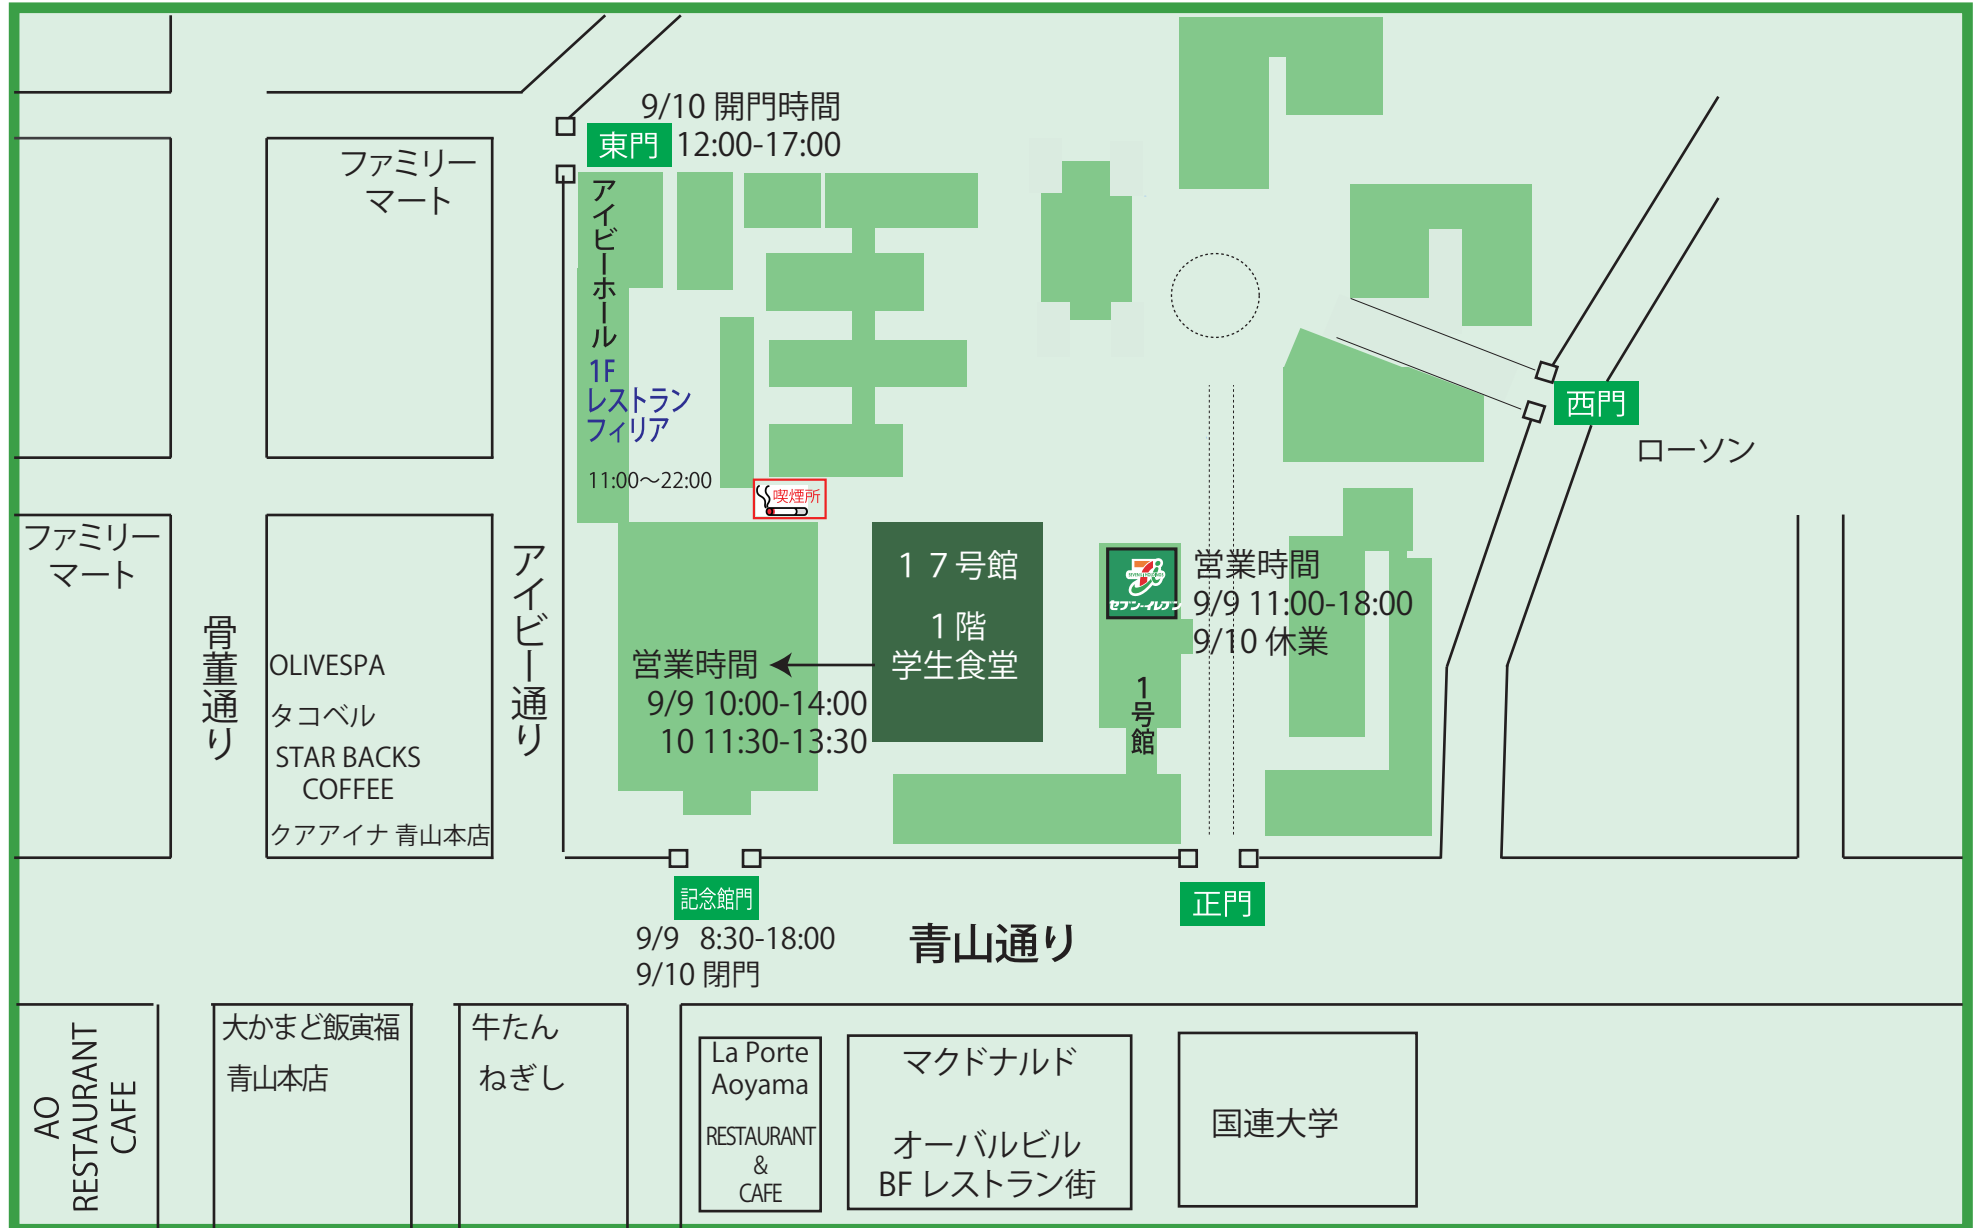 9/10 開門時間
東門
12:00-17:00
ファミリー
マート
アイビーホール
1F
レストラン
フィリア
11:00～22:00
喫煙所
西門
ローソン
ファミリー
マート
骨董通り
OLIVESPA
タコベル
STAR BACKS
COFFEE
クアアイナ 青山本店
アイビー通り
１７号館
１階
学生食堂
営業時間
9/9 10:00-14:00
10 11:30-13:30
セブン-イレブン
営業時間
9/9 11:00-18:00
9/10 休業
1号館
記念館門
9/9 8:30-18:00
9/10 閉門
正門
青山通り
AO
RESTAURANT
CAFE
大かまど飯寅福
青山本店
牛たん
ねぎし
La Porte
Aoyama
RESTAURANT
&
CAFE
マクドナルド
オーバルビル
BF レストラン街
国連大学